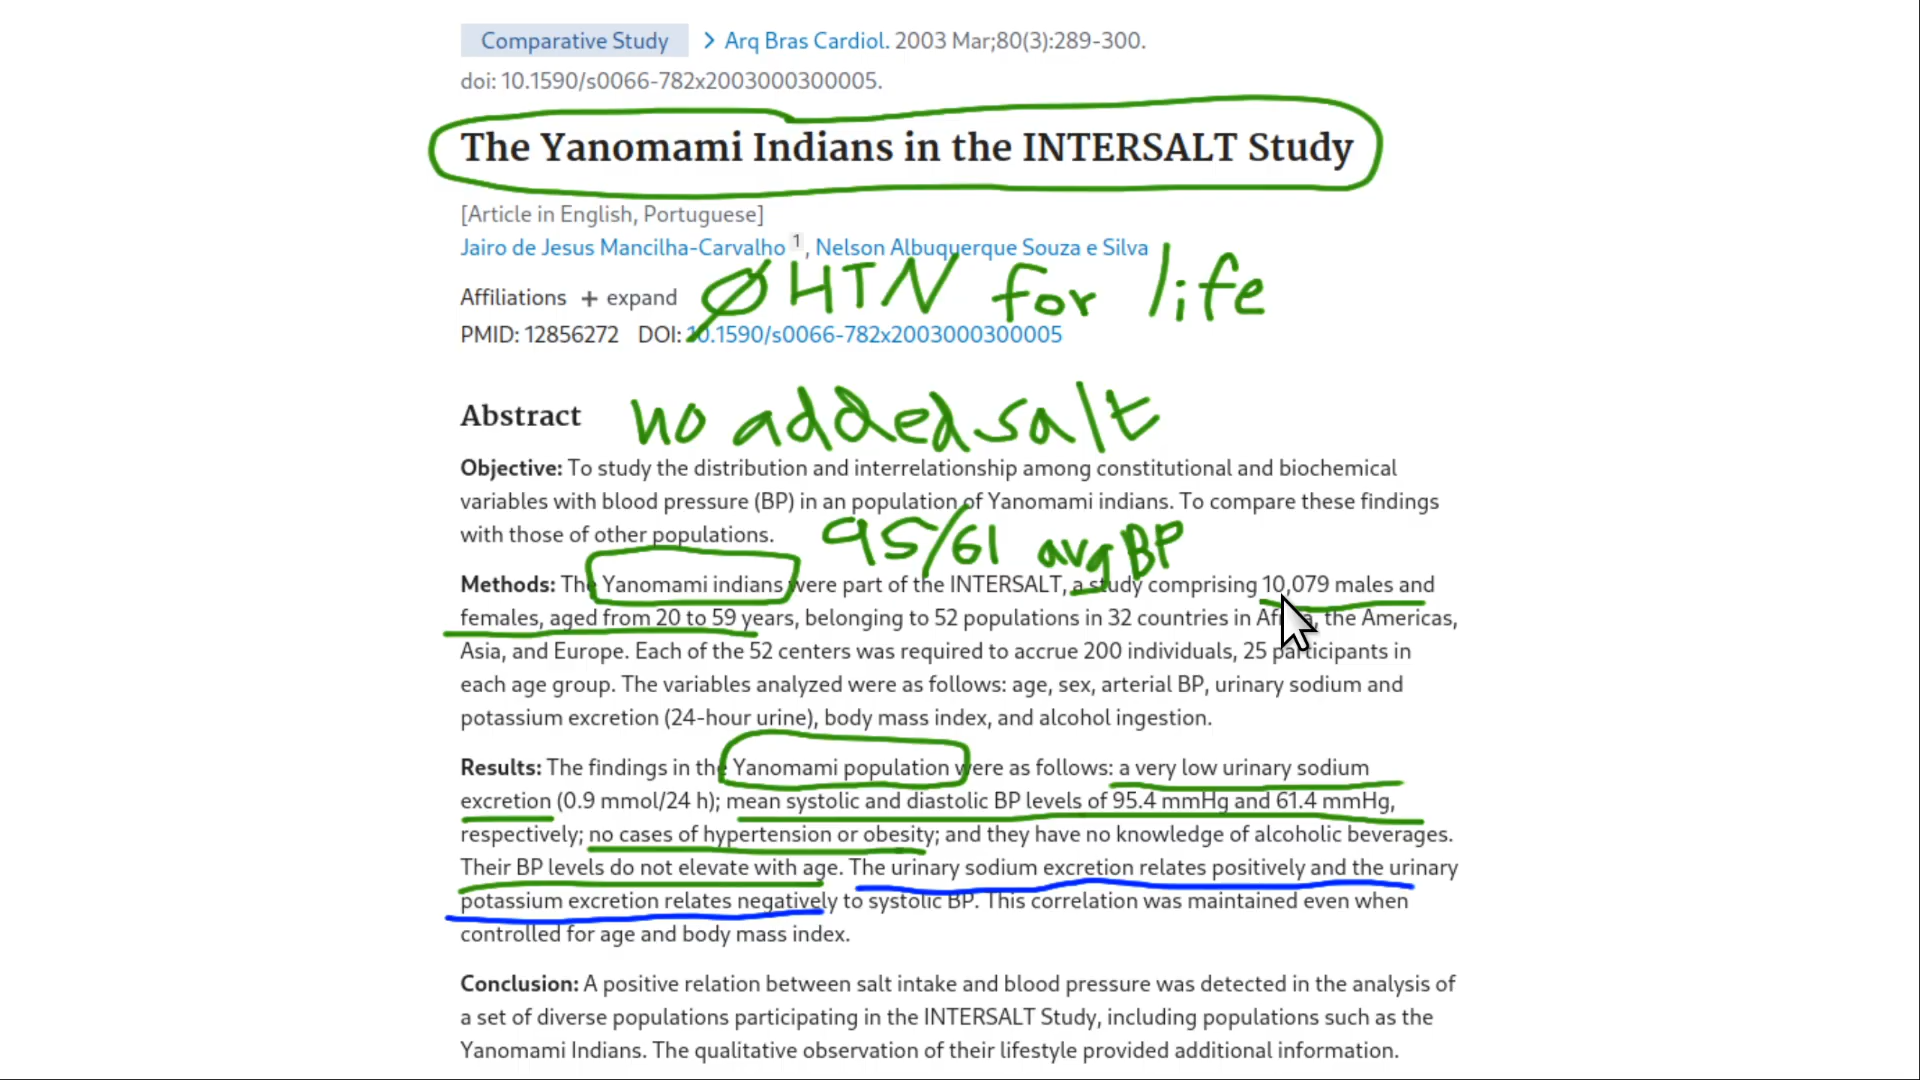 Comparative Study > Arq Bras Cardiol. 2003 Mar;80(3):289-300.
doi: 10.1590/s0066-782x2003000300005.
The Yanomami Indians in the INTERSALT Study
[Article in English, Portuguese]
Jairo de Jesus Mancilha-Carvalho 1, Nelson Albuquerque Souza e Silva
Ø HTN for life
Affiliations + expand
PMID: 12856272 DOI: 10.1590/s0066-782x2003000300005
Abstract
no added salt
Objective: To study the distribution and interrelationship among constitutional and biochemical
variables with blood pressure (BP) in an population of Yanomami indians. To compare these findings
with those of other populations.
95/61 avg BP
Methods: The Yanomami indians were part of the INTERSALT, a study comprising 10,079 males and
females, aged from 20 to 59 years, belonging to 52 populations in 32 countries in Africa, the Americas,
Asia, and Europe. Each of the 52 centers was required to accrue 200 individuals, 25 participants in
each age group. The variables analyzed were as follows: age, sex, arterial BP, urinary sodium and
potassium excretion (24-hour urine), body mass index, and alcohol ingestion.
Results: The findings in the Yanomami population were as follows: a very low urinary sodium
excretion (0.9 mmol/24 h); mean systolic and diastolic BP levels of 95.4 mmHg and 61.4 mmHg,
respectively; no cases of hypertension or obesity; and they have no knowledge of alcoholic beverages.
Their BP levels do not elevate with age. The urinary sodium excretion relates positively and the urinary
potassium excretion relates negatively to systolic BP. This correlation was maintained even when
controlled for age and body mass index.
Conclusion: A positive relation between salt intake and blood pressure was detected in the analysis of
a set of diverse populations participating in the INTERSALT Study, including populations such as the
Yanomami Indians. The qualitative observation of their lifestyle provided additional information.